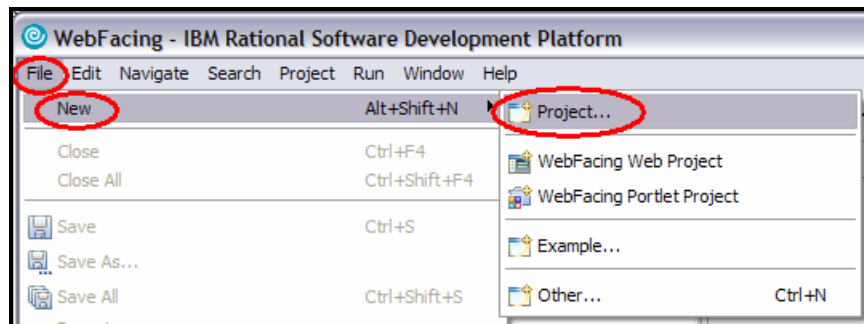 WebFacing - IBM Rational Software Development Platform
File Edit Navigate Search Project Run Window Help
New Alt+Shift+N
Close Ctrl+F4
Close All Ctrl+Shift+F4
Save Ctrl+S
Save As...
Save All Ctrl+Shift+S
Project...
WebFacing Web Project
WebFacing Portlet Project
Example...
Other... Ctrl+N